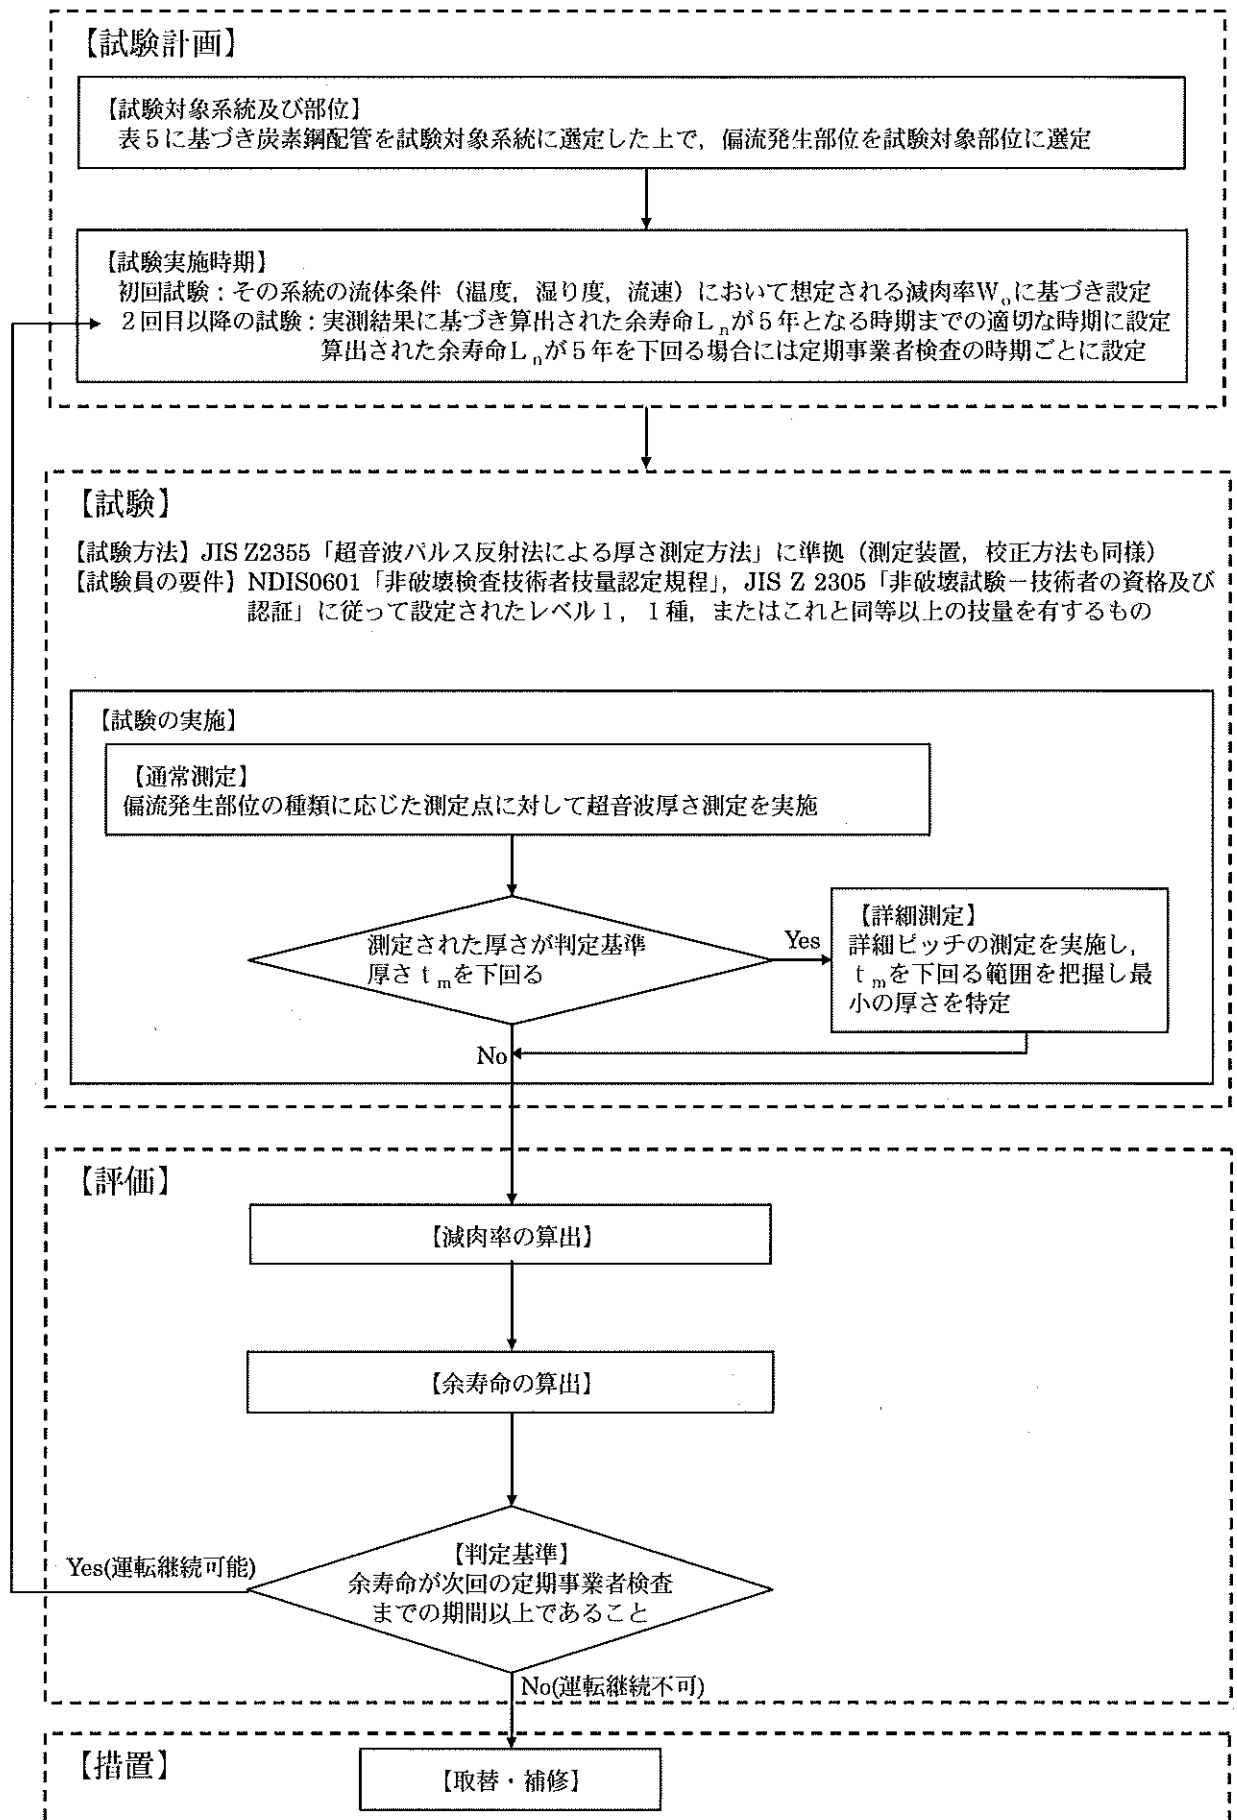 【試験計画】
【試験対象系統及び部位】
表5に基づき炭素鋼配管を試験対象系統に選定した上で，偏流発生部位を試験対象部位に選定
【試験実施時期】
初回試験：その系統の流体条件（温度，湿り度，流速）において想定される減肉率Woに基づき設定
２回目以降の試験：実測結果に基づき算出された余寿命Lnが５年となる時期までの適切な時期に設定
算出された余寿命Lnが５年を下回る場合には定期事業者検査の時期ごとに設定
【試験】
【試験方法】JIS Z2355「超音波パルス反射法による厚さ測定方法」に準拠（測定装置，校正方法も同様）
【試験員の要件】NDIS0601「非破壊検査技術者技量認定規程」，JIS Z 2305「非破壊試験－技術者の資格及び
認証」に従って設定されたレベル１，１種，またはこれと同等以上の技量を有するもの
【試験の実施】
【通常測定】
偏流発生部位の種類に応じた測定点に対して超音波厚さ測定を実施
測定された厚さが判定基準
厚さtmを下回る
Yes
【詳細測定】
詳細ピッチの測定を実施し，
tmを下回る範囲を把握し最
小の厚さを特定
No
【評価】
【減肉率の算出】
【余寿命の算出】
Yes(運転継続可能)
【判定基準】
余寿命が次回の定期事業者検査
までの期間以上であること
No(運転継続不可)
【措置】
【取替・補修】